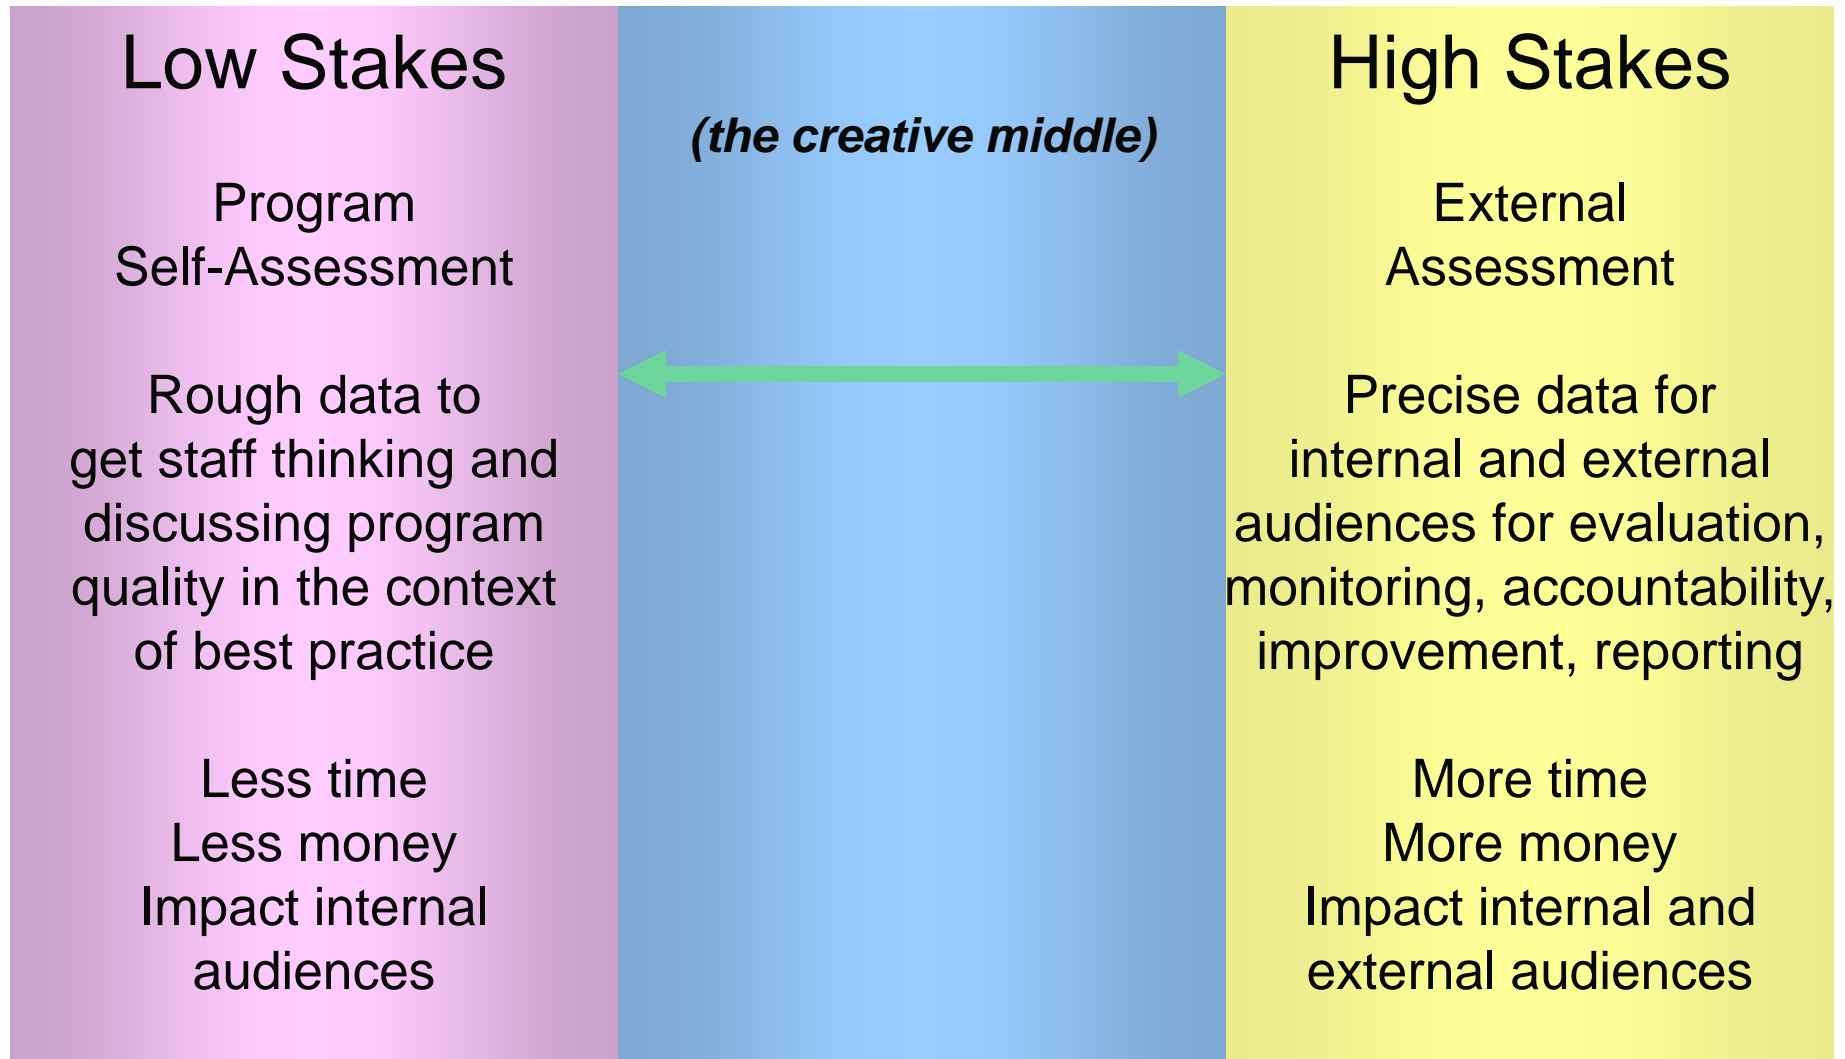 Low Stakes
Program
Self-Assessment
Rough data to
get staff thinking and
discussing program
quality in the context
of best practice
Less time
Less money
Impact internal
audiences
(the creative middle)
High Stakes
External
Assessment
Precise data for
internal and external
audiences for evaluation,
monitoring, accountability,
improvement, reporting
More time
More money
Impact internal and
external audiences